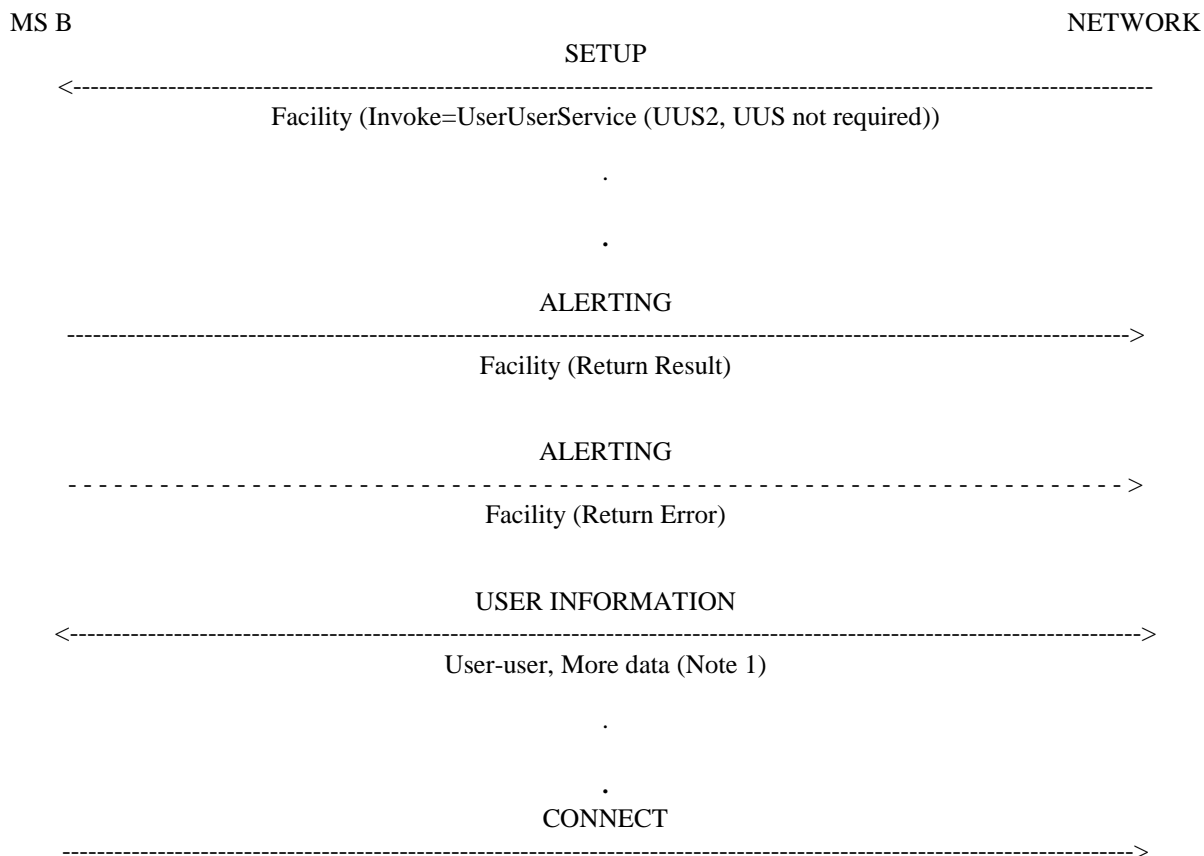 MS B NETWORK
SETUP
<------------------------------------------------------------------------------------------------------------------------------
Facility (Invoke=UserUserService (UUS2, UUS not required))
.
.
ALERTING
---------------------------------------------------------------------------------------------------------------------------->
Facility (Return Result)
ALERTING
- - - - - - - - - - - - - - - - - - - - - - - - - - - - - - - - - - - - - - - - - - - - - - - - - - - - - - - - - - - - - - - - - - - - - - >
Facility (Return Error)
USER INFORMATION
<----------------------------------------------------------------------------------------------------------------------------->
User-user, More data (Note 1)
.
.
CONNECT
----------------------------------------------------------------------------------------------------------------------------->